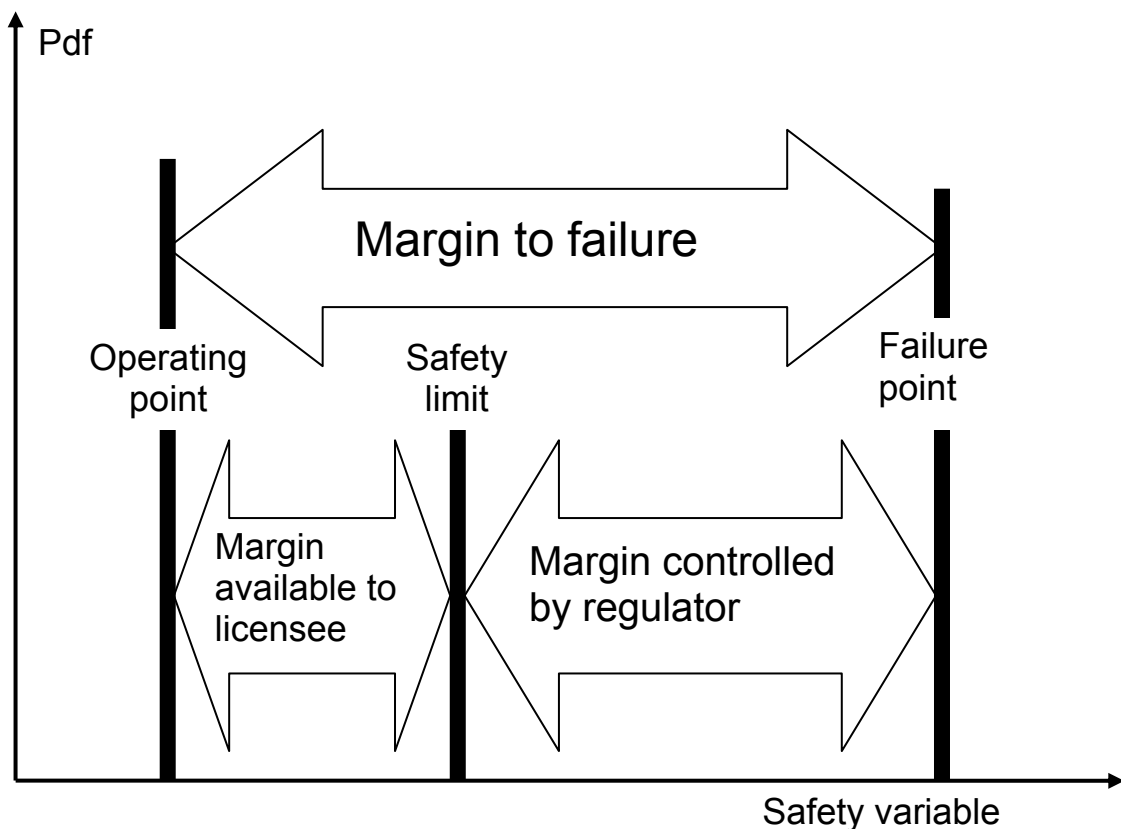 Pdf
Margin to failure
Operating
point
Safety
limit
Failure
point
Margin
available to
licensee
Margin controlled
by regulator
Safety variable